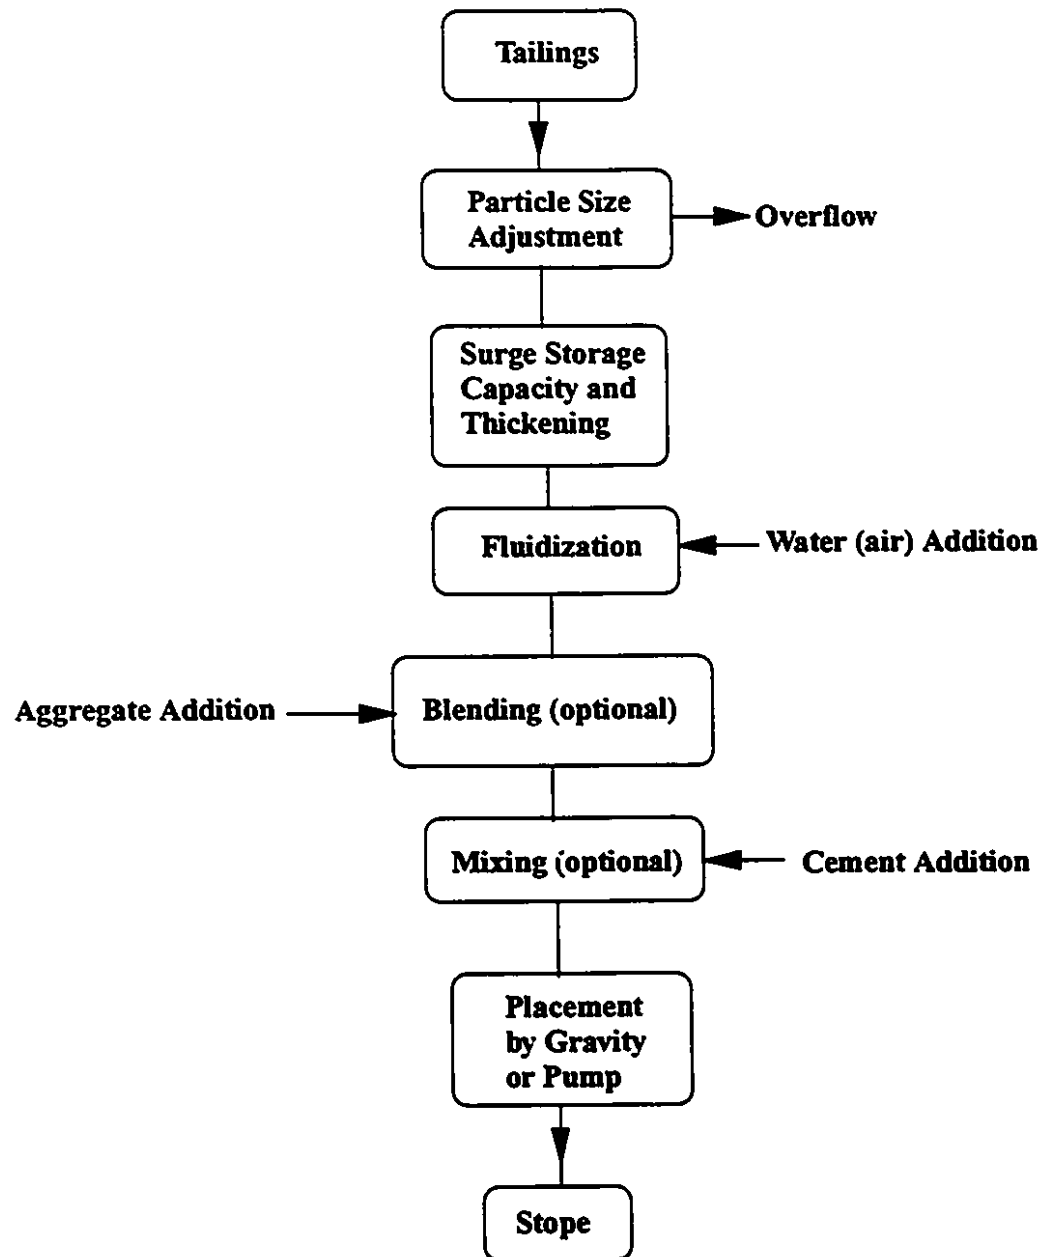 Tailings
Particle Size
Adjustment
Overflow
Surge Storage
Capacity and
Thickening
Fluidization
Water (air) Addition
Aggregate Addition
Blending (optional)
Mixing (optional)
Cement Addition
Placement
by Gravity
or Pump
Stope